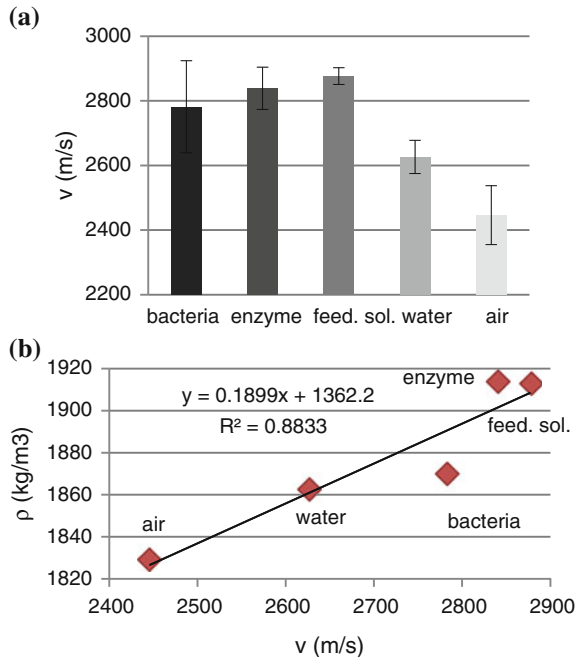 (a)
3000
2800
2600
2400
2200
v (m/s)
bacteria enzyme feed. sol. water air
(b)
1920
1900
1880
1860
1840
1820
ρ (kg/m3)
enzyme
y = 0.1899x + 1362.2
R² = 0.8833
feed. sol.
air
water
bacteria
2400 2500 2600 2700 2800 2900
v (m/s)